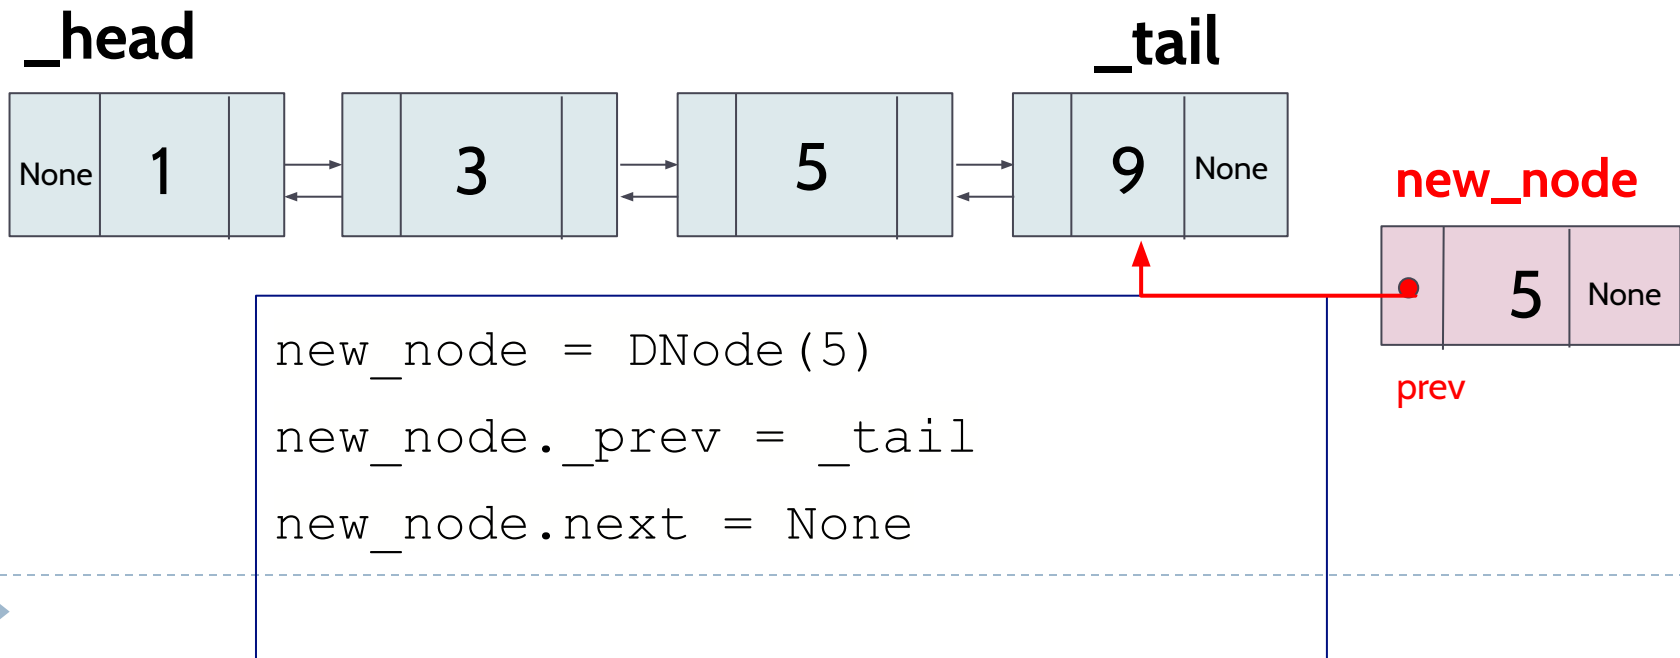 _head
_tail
None 1 3 5 9 None
new_node
5 None
prev
new_node = DNode(5)
new_node._prev = _tail
new_node.next = None